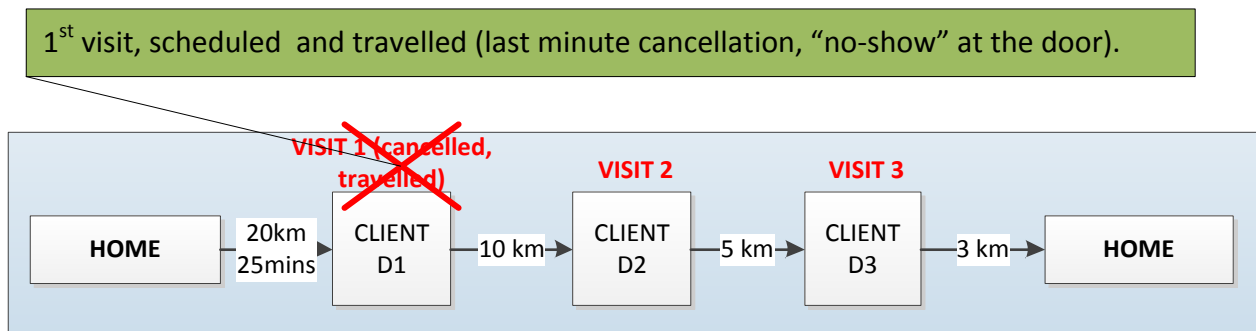 1st visit, scheduled and travelled (last minute cancellation, “no-show” at the door).
VISIT 1 (cancelled,
travelled)
VISIT 2
VISIT 3
HOME
20km
25mins
CLIENT
D1
10 km
CLIENT
D2
5 km
CLIENT
D3
3 km
HOME